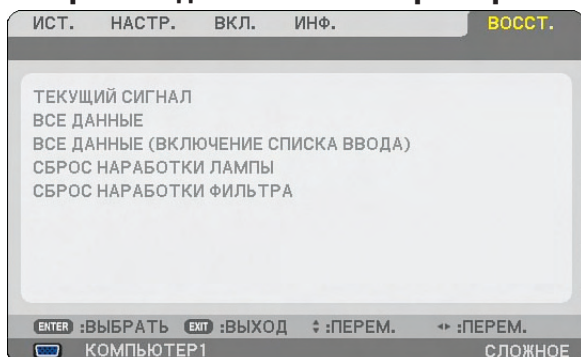 ИСТ. НАСТР. ВКЛ. ИНФ. ВОССТ.
ТЕКУЩИЙ СИГНАЛ
ВСЕ ДАННЫЕ
ВСЕ ДАННЫЕ (ВКЛЮЧЕНИЕ СПИСКА ВВОДА)
СБРОС НАРАБОТКИ ЛАМПЫ
СБРОС НАРАБОТКИ ФИЛЬТРА
ENTER :ВЫБРАТЬ EXIT :ВЫХОД :ПЕРЕМ. :ПЕРЕМ.
КОМПЬЮТЕР1 СЛОЖНОЕ